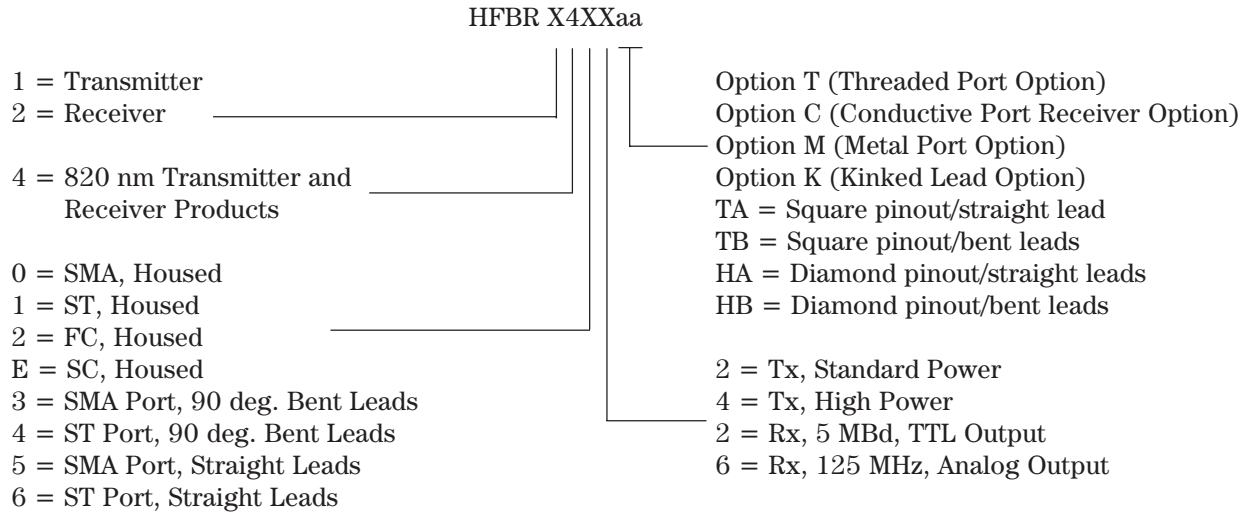 HFBR X4XXaa
1 = Transmitter
2 = Receiver
4 = 820 nm Transmitter and
Receiver Products
0 = SMA, Housed
1 = ST, Housed
2 = FC, Housed
E = SC, Housed
3 = SMA Port, 90 deg. Bent Leads
4 = ST Port, 90 deg. Bent Leads
5 = SMA Port, Straight Leads
6 = ST Port, Straight Leads
Option T (Threaded Port Option)
Option C (Conductive Port Receiver Option)
Option M (Metal Port Option)
Option K (Kinked Lead Option)
TA = Square pinout/straight lead
TB = Square pinout/bent leads
HA = Diamond pinout/straight leads
HB = Diamond pinout/bent leads
2 = Tx, Standard Power
4 = Tx, High Power
2 = Rx, 5 MBd, TTL Output
6 = Rx, 125 MHz, Analog Output